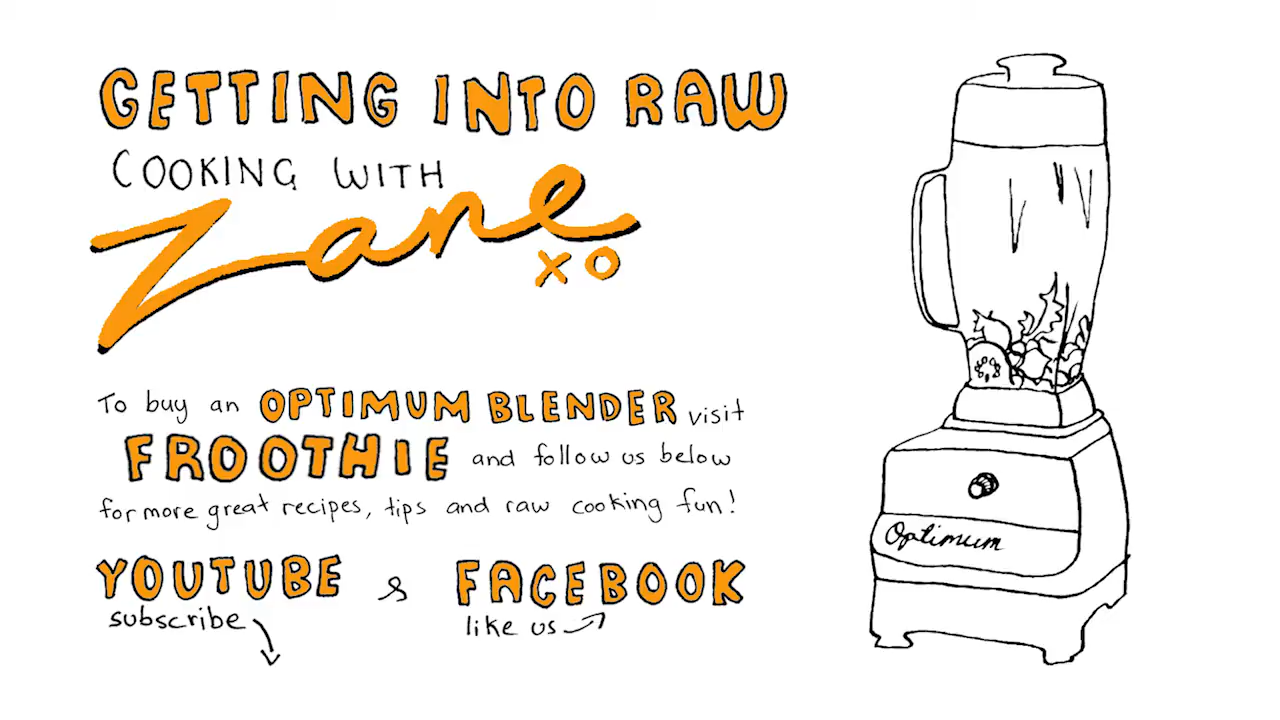 GETTING INTO RAW
COOKING WITH
Zane
XO
To buy an OPTIMUM BLENDER visit
FROOTHIE and follow us below
for more great recipes, tips and raw cooking fun!
YOUTUBE & FACEBOOK
subscribe
like us
Optimum